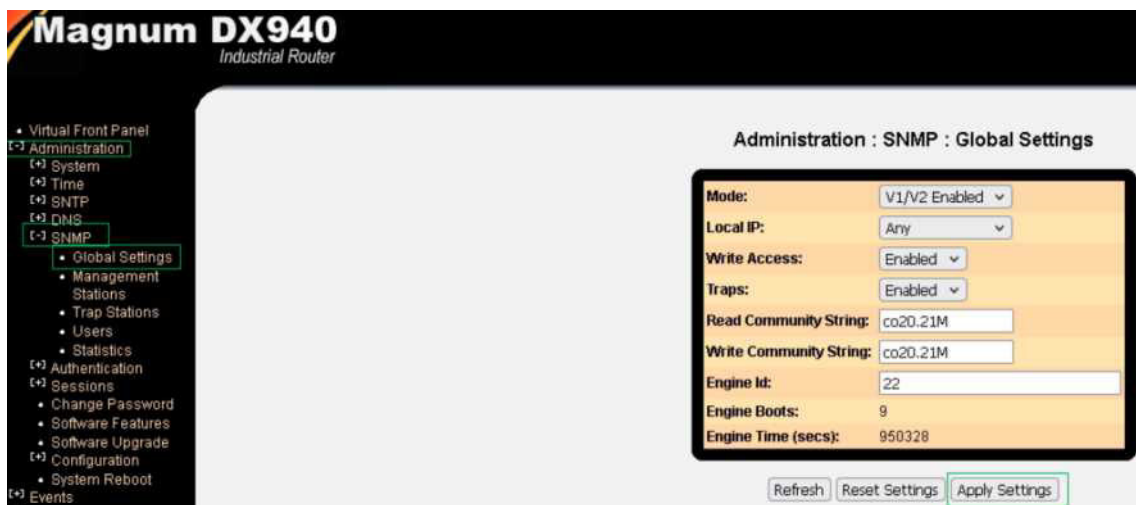 Magnum DX940
Industrial Router
Virtual Front Panel
[-] Administration
[+] System
[+] Time
[+] SNTP
[+] DNS
[-] SNMP
Global Settings
Management
Stations
Trap Stations
Users
Statistics
[+] Authentication
[+] Sessions
Change Password
Software Features
Software Upgrade
[+] Configuration
System Reboot
[+] Events
Administration : SNMP : Global Settings
Mode: V1/V2 Enabled
Local IP: Any
Write Access: Enabled
Traps: Enabled
Read Community String: co20.21M
Write Community String: co20.21M
Engine Id: 22
Engine Boots: 9
Engine Time (secs): 950328
Refresh Reset Settings Apply Settings